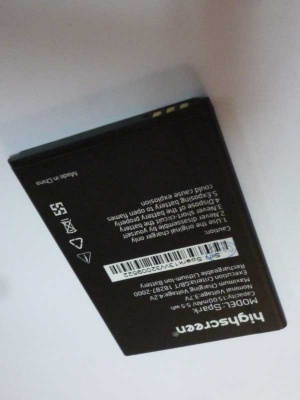 highscreen
MODEL:Spark
Capacity:1500mAh/5.5 wh
Nominal Voltage:3.7V
Maximum Charging Voltage:4.2V
Execution Criteria:GB/T 18287-2000
Rechargeable Lithium-ion Battery
S/N:
Caution:
1.Use the original charger only
2.Never disassemble by yourself
3.Never short-circuit the battery
4.Dispose of the battery properly
5.Exposing battery to open flames
could cause explosion
Made in China